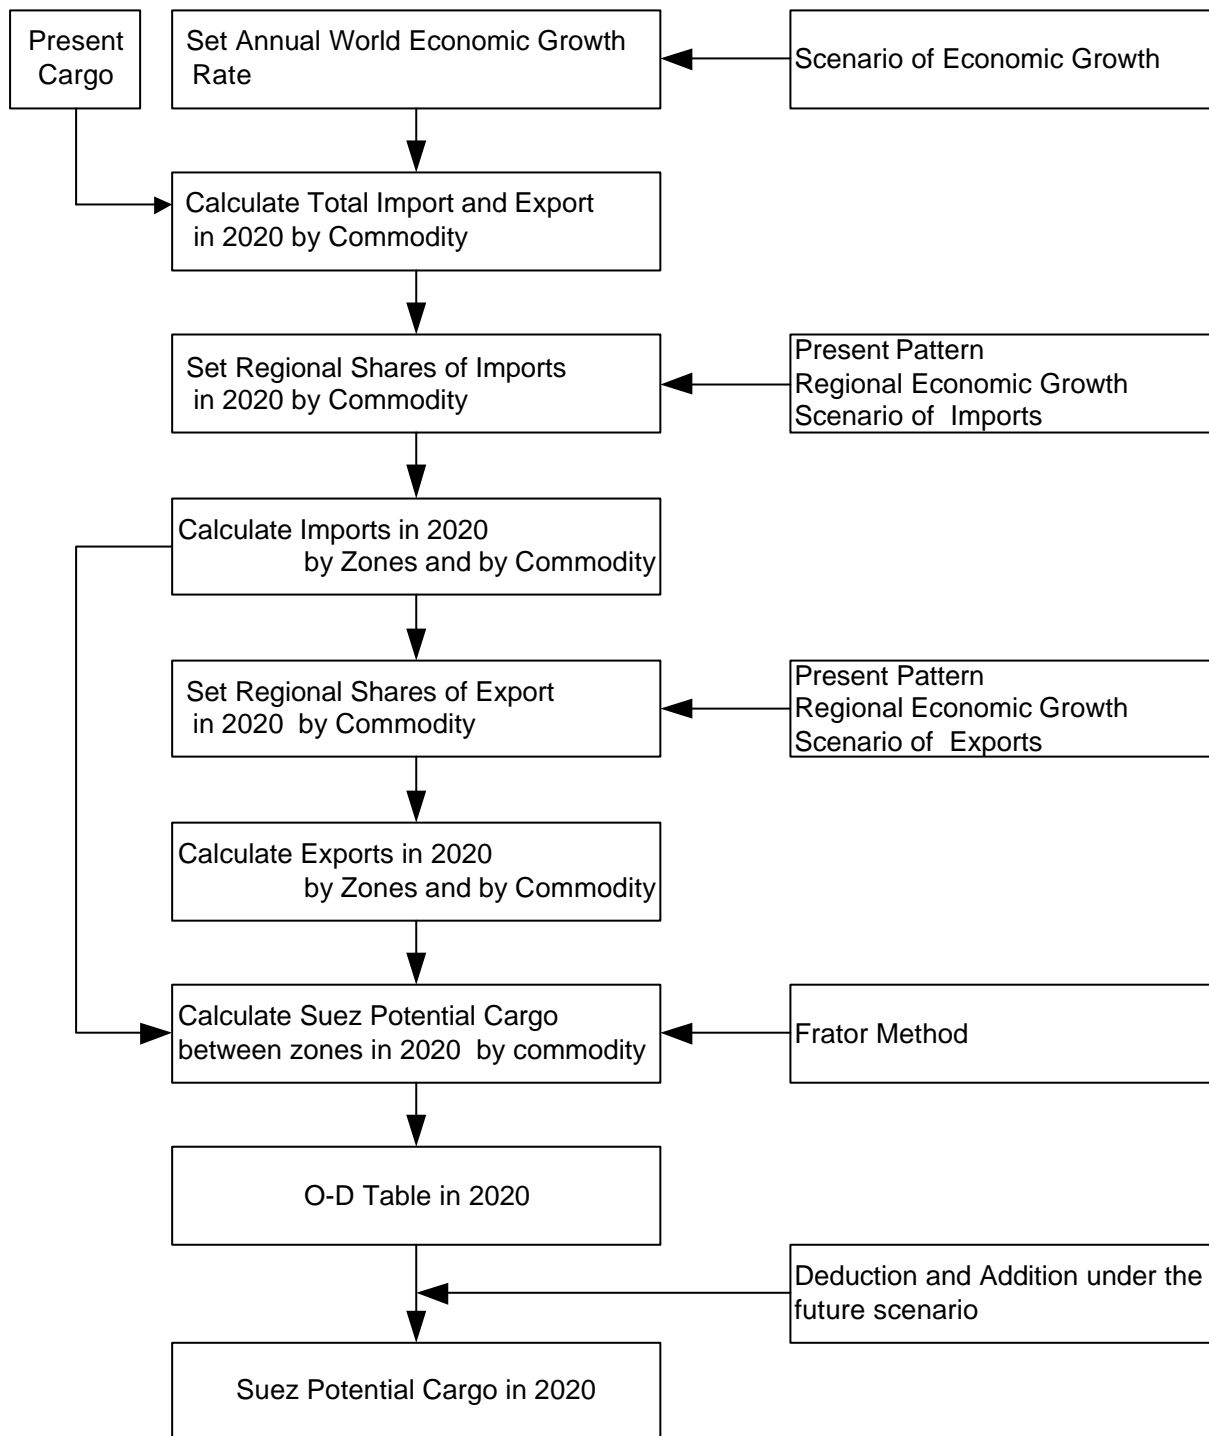 Present
Cargo
Set Annual World Economic Growth
Rate
Scenario of Economic Growth
Calculate Total Import and Export
in 2020 by Commodity
Set Regional Shares of Imports
in 2020 by Commodity
Present Pattern
Regional Economic Growth
Scenario of Imports
Calculate Imports in 2020
by Zones and by Commodity
Set Regional Shares of Export
in 2020 by Commodity
Present Pattern
Regional Economic Growth
Scenario of Exports
Calculate Exports in 2020
by Zones and by Commodity
Calculate Suez Potential Cargo
between zones in 2020 by commodity
Frator Method
O-D Table in 2020
Deduction and Addition under the
future scenario
Suez Potential Cargo in 2020